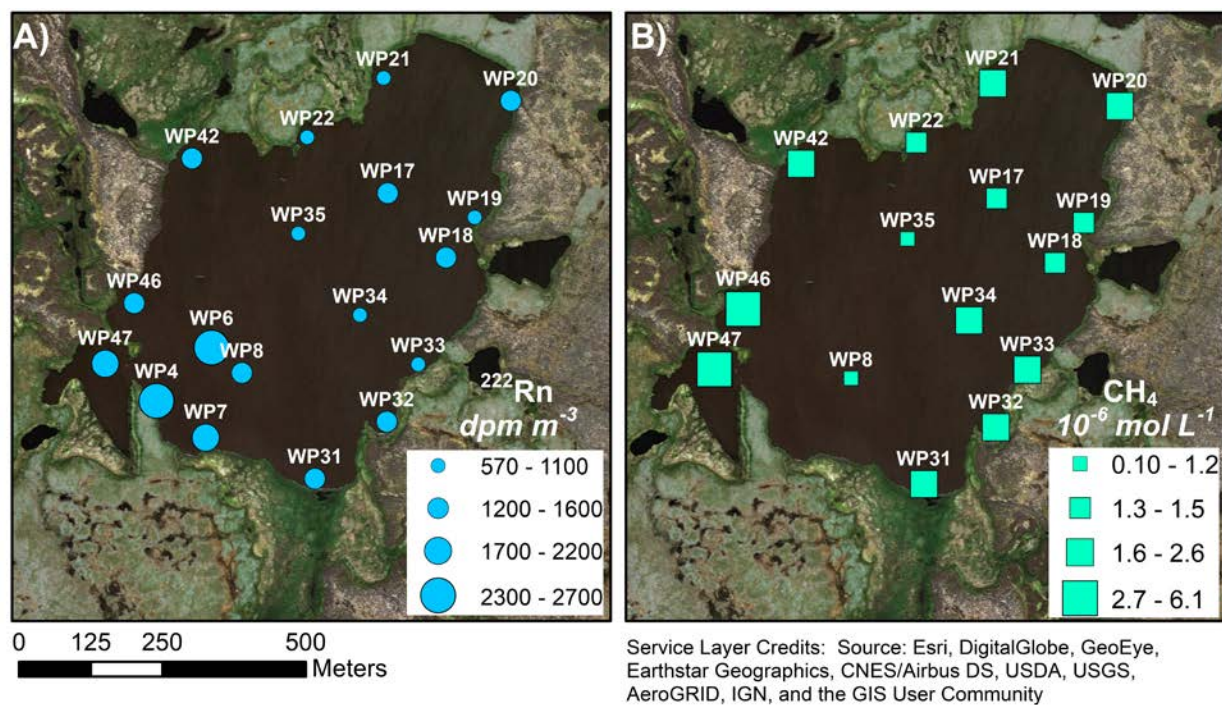 A)
WP21
WP20
WP22
WP42
WP17
WP19
WP35
WP18
WP46
WP34
WP6
WP47
WP8
WP33
WP4
WP7
WP32
WP31
²²²Rn
dpm m⁻³
570 - 1100
1200 - 1600
1700 - 2200
2300 - 2700
0 125 250 500
Meters
B)
WP21
WP20
WP22
WP42
WP17
WP19
WP35
WP18
WP46
WP34
WP47
WP8
WP33
WP32
WP31
CH₄
10⁻⁶ mol L⁻¹
0.10 - 1.2
1.3 - 1.5
1.6 - 2.6
2.7 - 6.1
Service Layer Credits: Source: Esri, DigitalGlobe, GeoEye,
Earthstar Geographics, CNES/Airbus DS, USDA, USGS,
AeroGRID, IGN, and the GIS User Community